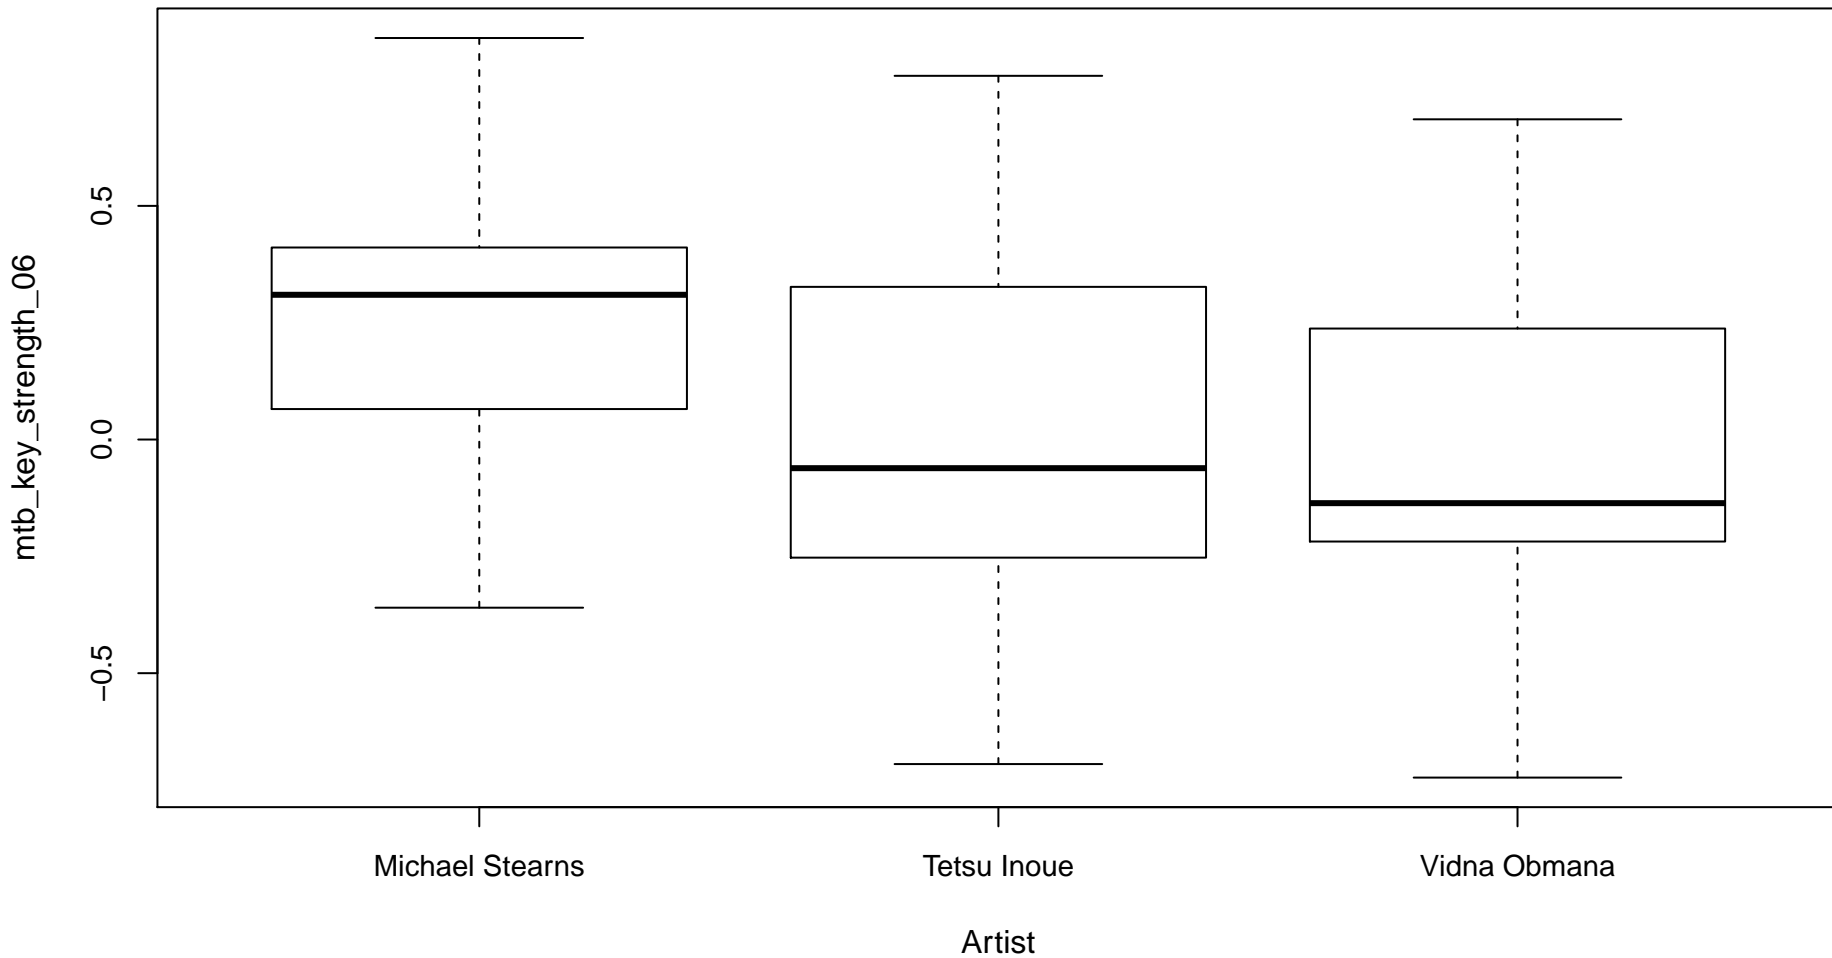 mtb_key_strength_06
0.5
0.0
−0.5
Michael Stearns
Tetsu Inoue
Vidna Obmana
Artist